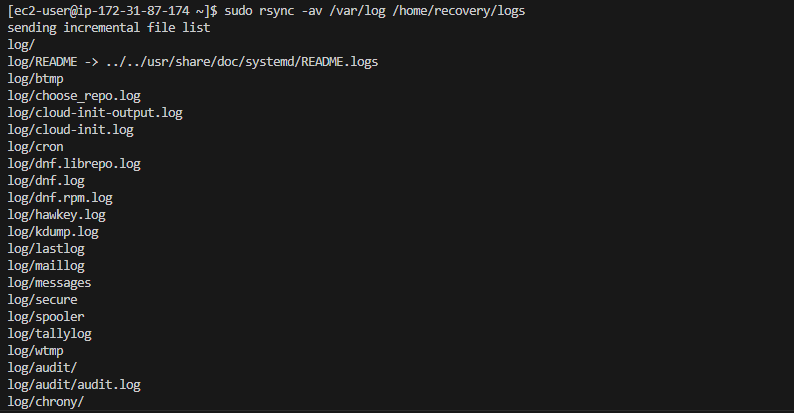 [ec2-user@ip-172-31-87-174 ~]$ sudo rsync -av /var/log /home/recovery/logs
sending incremental file list
log/
log/README -> ../../usr/share/doc/systemd/README.logs
log/btmp
log/choose_repo.log
log/cloud-init-output.log
log/cloud-init.log
log/cron
log/dnf.librepo.log
log/dnf.log
log/dnf.rpm.log
log/hawkey.log
log/kdump.log
log/lastlog
log/maillog
log/messages
log/secure
log/spooler
log/tallylog
log/wtmp
log/audit/
log/audit/audit.log
log/chrony/